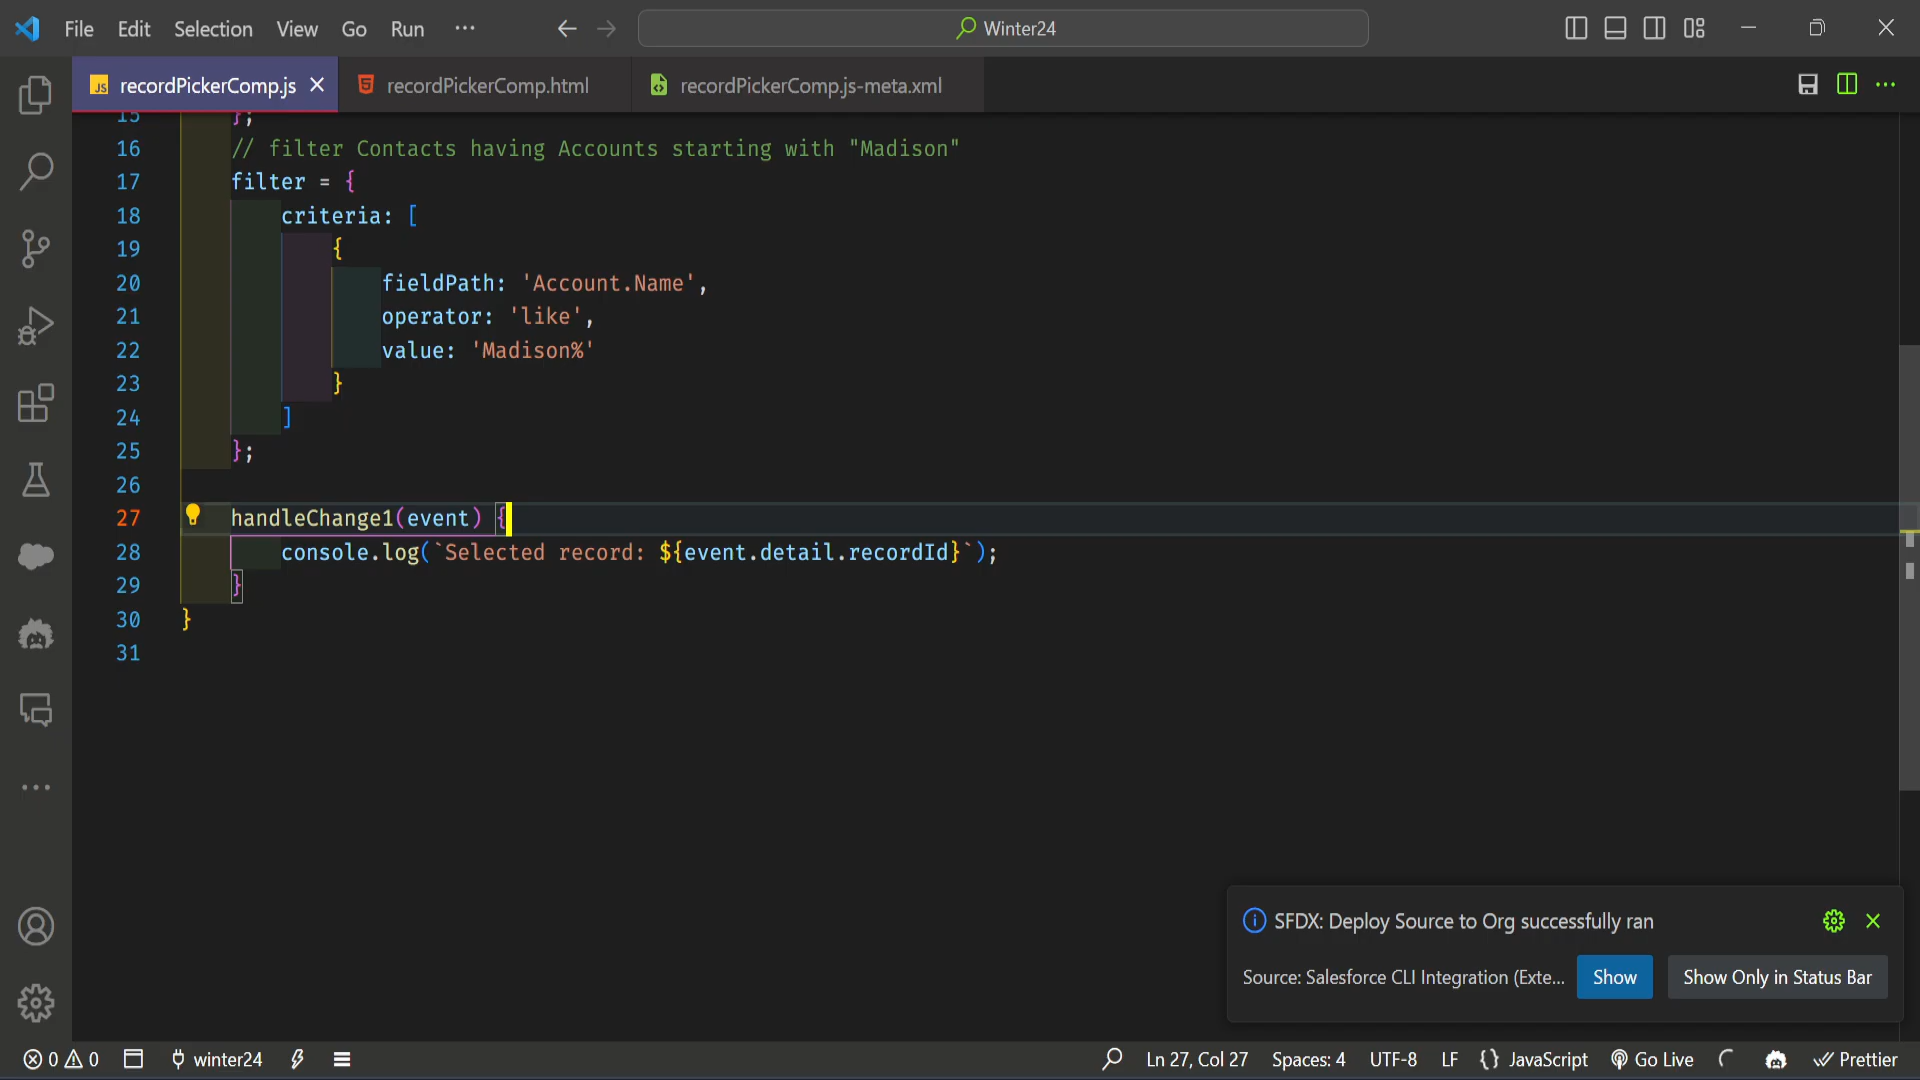 File Edit Selection View Go Run ··· Winter24
JS recordPickerComp.js recordPickerComp.html recordPickerComp.js-meta.xml
15 };
16 // filter Contacts having Accounts starting with "Madison"
17 filter = {
18 criteria: [
19 {
20 fieldPath: 'Account.Name',
21 operator: 'like',
22 value: 'Madison%'
23 }
24 ]
25 };
26
27 handleChange1(event) {
28 console.log(`Selected record: ${event.detail.recordId}`);
29 }
30 }
31
SFDX: Deploy Source to Org successfully ran
Source: Salesforce CLI Integration (Exte... Show Show Only in Status Bar
0 0 winter24 Ln 27, Col 27 Spaces: 4 UTF-8 LF {} JavaScript Go Live Prettier